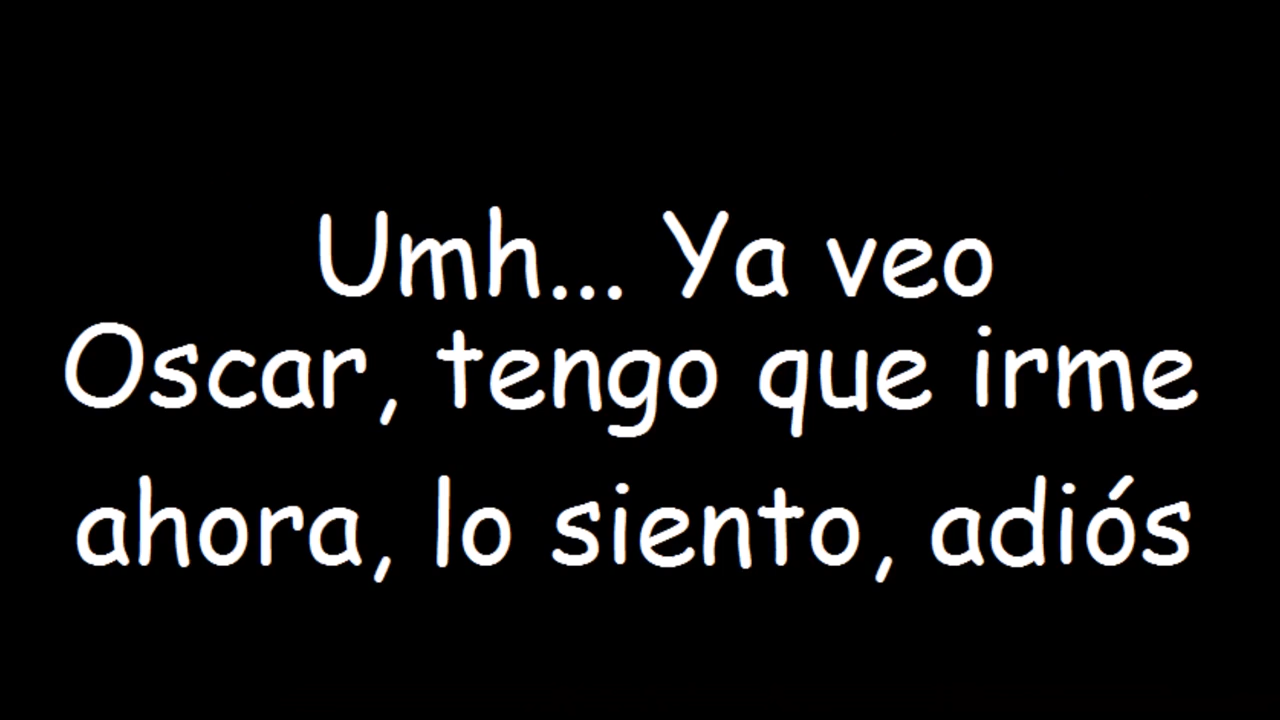 Umh... Ya veo
Oscar, tengo que irme
ahora, lo siento, adiós